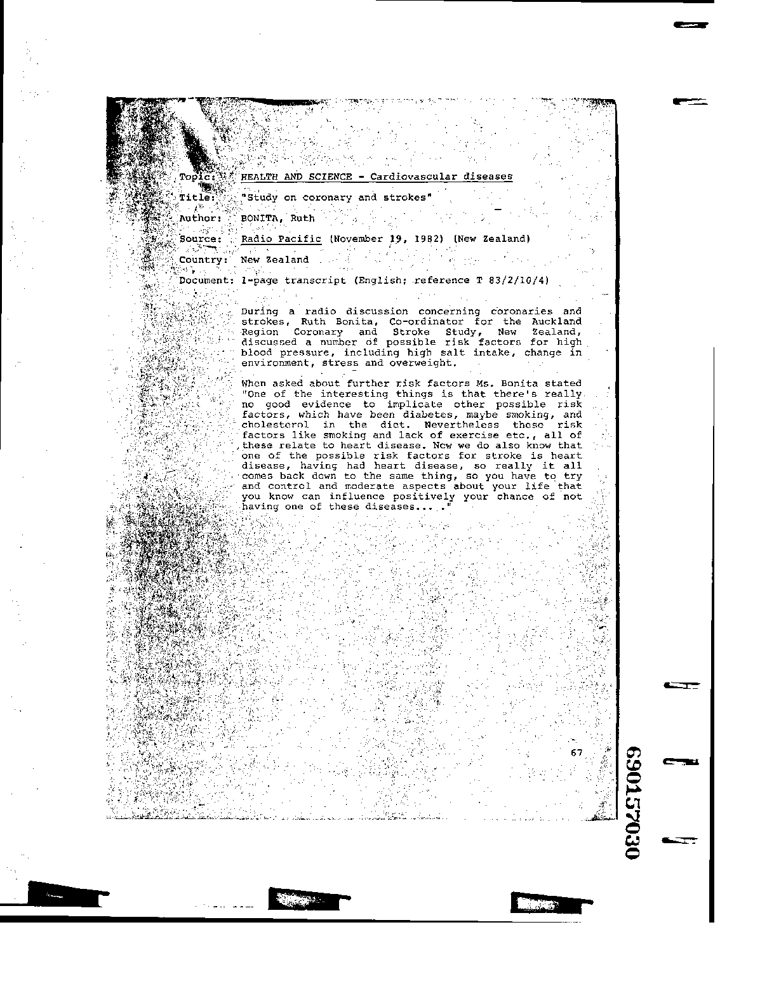 Topic: HEALTH AND SCIENCE - Cardiovascular diseases
Title: "Study on coronary and strokes"
Author: BONITA, Ruth
Source: Radio Pacific (November 19, 1982) (New Zealand)
Country: New Zealand
Document: 1-page transcript (English; reference T 83/2/10/4)
During a radio discussion concerning coronaries and
strokes, Ruth Bonita, Co-ordinator for the Auckland
Region Coronary and Stroke Study, New Zealand,
discussed a number of possible risk factors for high
blood pressure, including high salt intake, change in
environment, stress and overweight.
When asked about further risk factors Ms. Bonita stated
"One of the interesting things is that there's really
no good evidence to implicate other possible risk
factors, which have been diabetes, maybe smoking, and
cholesterol in the diet. Nevertheless these risk
factors like smoking and lack of exercise etc., all of
these relate to heart disease. Now we do also know that
one of the possible risk factors for stroke is heart
disease, having had heart disease, so really it all
comes back down to the same thing, so you have to try
and control and moderate aspects about your life that
you know can influence positively your chance of not
having one of these diseases... ."
67
690157030